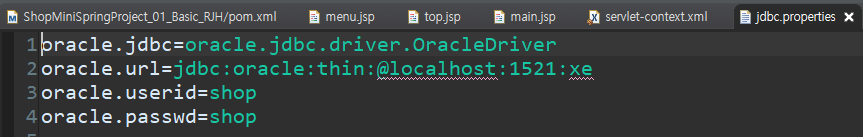 ShopMiniSpringProject_01_Basic_RJH/pom.xml menu.jsp top.jsp main.jsp servlet-context.xml jdbc.properties
1 oracle.jdbc=oracle.jdbc.driver.OracleDriver
2 oracle.url=jdbc:oracle:thin:@localhost:1521:xe
3 oracle.userid=shop
4 oracle.passwd=shop
5